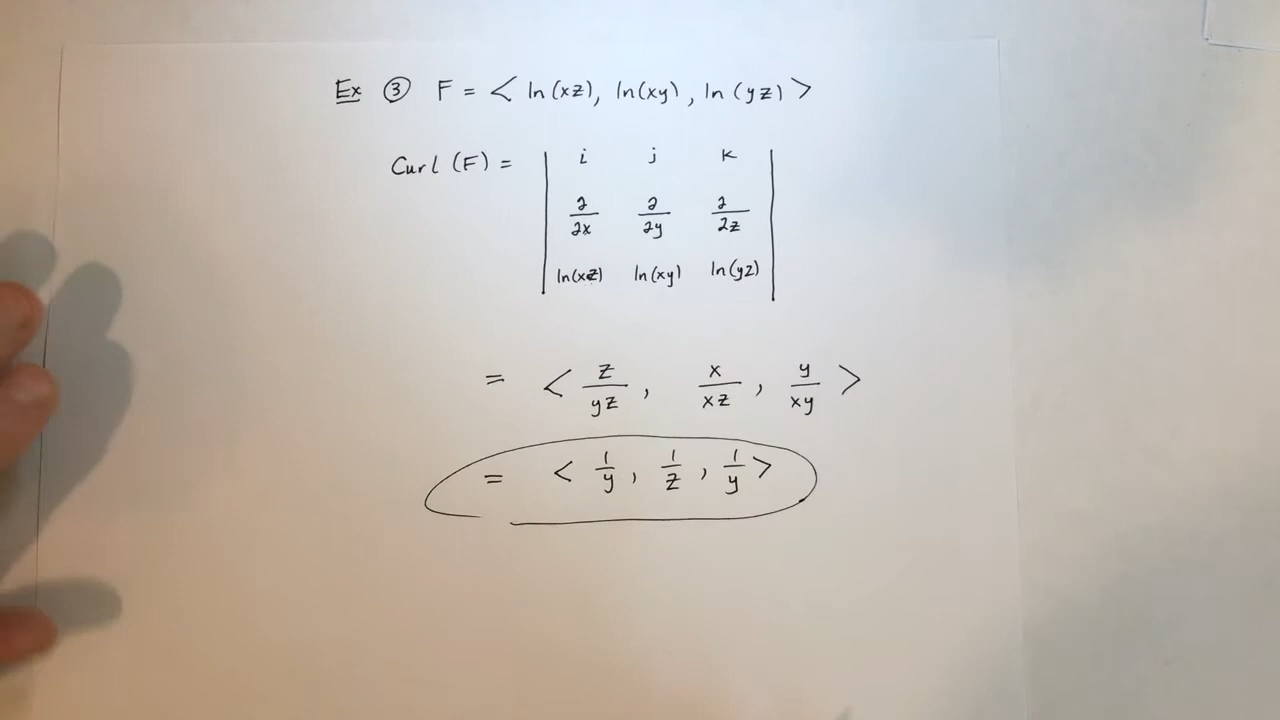 Ex ③ F = < ln(xz), ln(xy), ln(yz) >
Curl (F) = | i j k |
| ∂/∂x ∂/∂y ∂/∂z |
| ln(xz) ln(xy) ln(yz) |
= < z/yz, x/xz, y/xy >
= < 1/y, 1/z, 1/y >